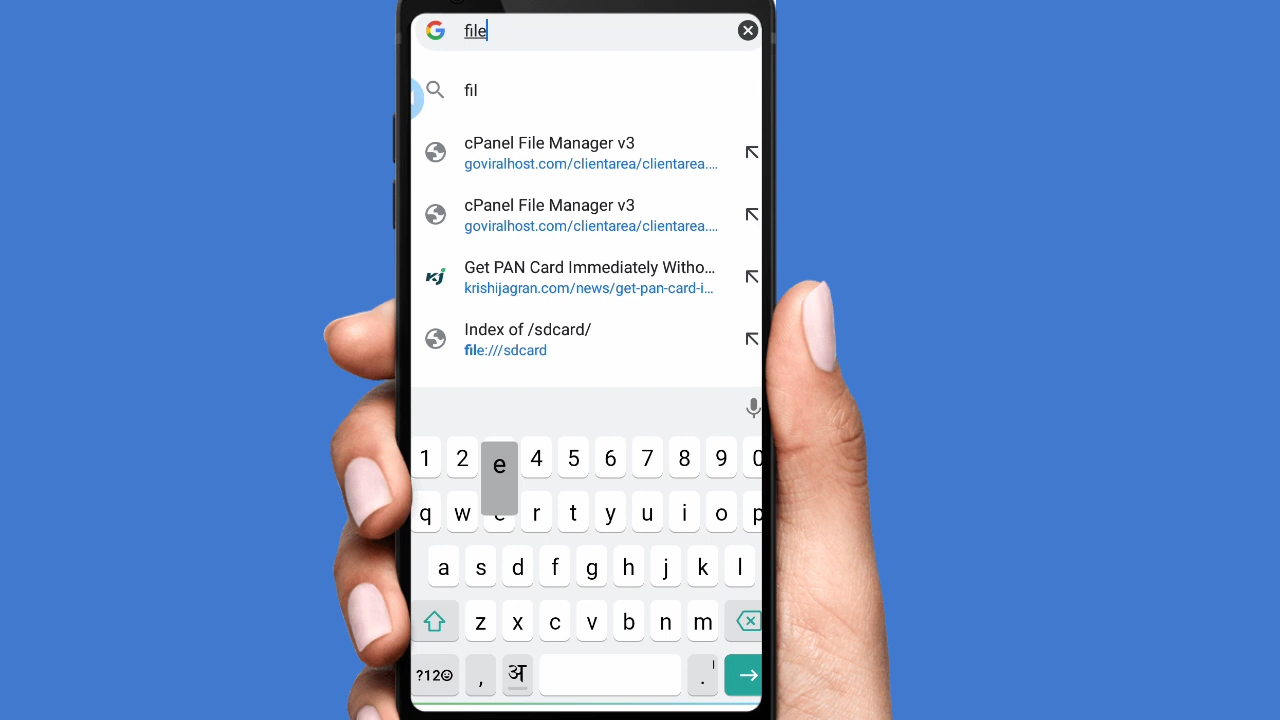 file
fil
cPanel File Manager v3
goviralhost.com/clientarea/clientarea....
cPanel File Manager v3
goviralhost.com/clientarea/clientarea....
Get PAN Card Immediately Witho...
krishijagran.com/news/get-pan-card-i...
Index of /sdcard/
file:///sdcard
1 2 e 4 5 6 7 8 9 0
q w e r t y u i o p
a s d f g h j k l
z x c v b n m
?12☺ , अ .